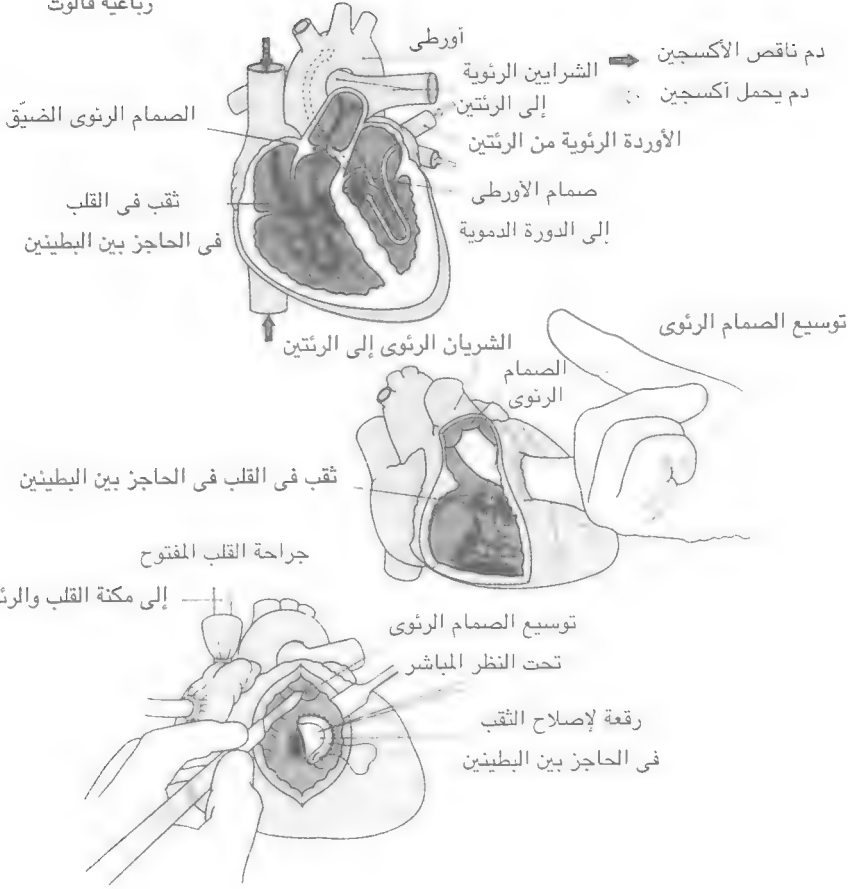 رباعية فالوت
أورطى
دم ناقص الأكسجين
دم يحمل أكسجين
الشرايين الرئوية
إلى الرئتين
الأوردة الرئوية من الرئتين
الصمام الرئوى الضيّق
صمام الأورطى
إلى الدورة الدموية
ثقب فى القلب
فى الحاجز بين البطينين
الشريان الرئوى إلى الرئتين
توسيع الصمام الرئوى
الصمام
الرئوى
ثقب فى القلب فى الحاجز بين البطينين
جراحة القلب المفتوح
إلى مكنة القلب
توسيع الصمام الرئوى
تحت النظر المباشر
رقعة لإصلاح الثقب
فى الحاجز بين البطينين